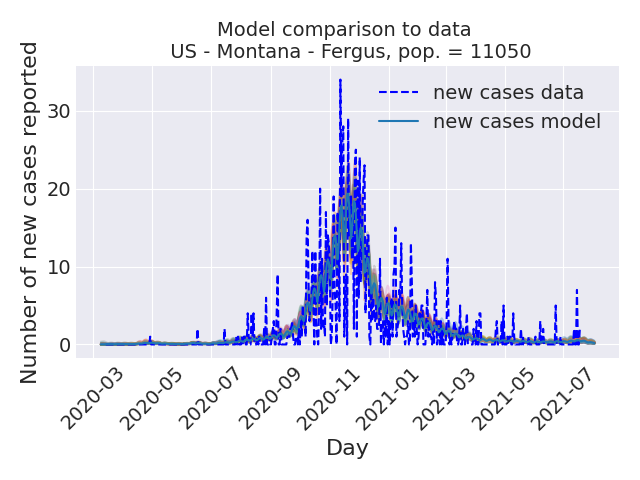 Model comparison to data
US - Montana - Fergus, pop. = 11050
Number of new cases reported
30
20
10
0
new cases data
new cases model
2020-03
2020-05
2020-07
2020-09
2020-11
2021-01
2021-03
2021-05
2021-07
Day